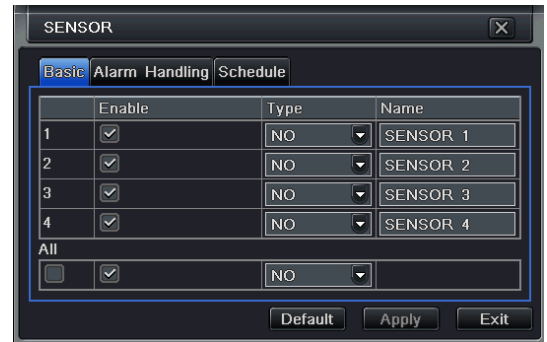 SENSOR
Basic Alarm Handling Schedule
Enable Type Name
1 NO SENSOR 1
2 NO SENSOR 2
3 NO SENSOR 3
4 NO SENSOR 4
All
NO
Default Apply Exit